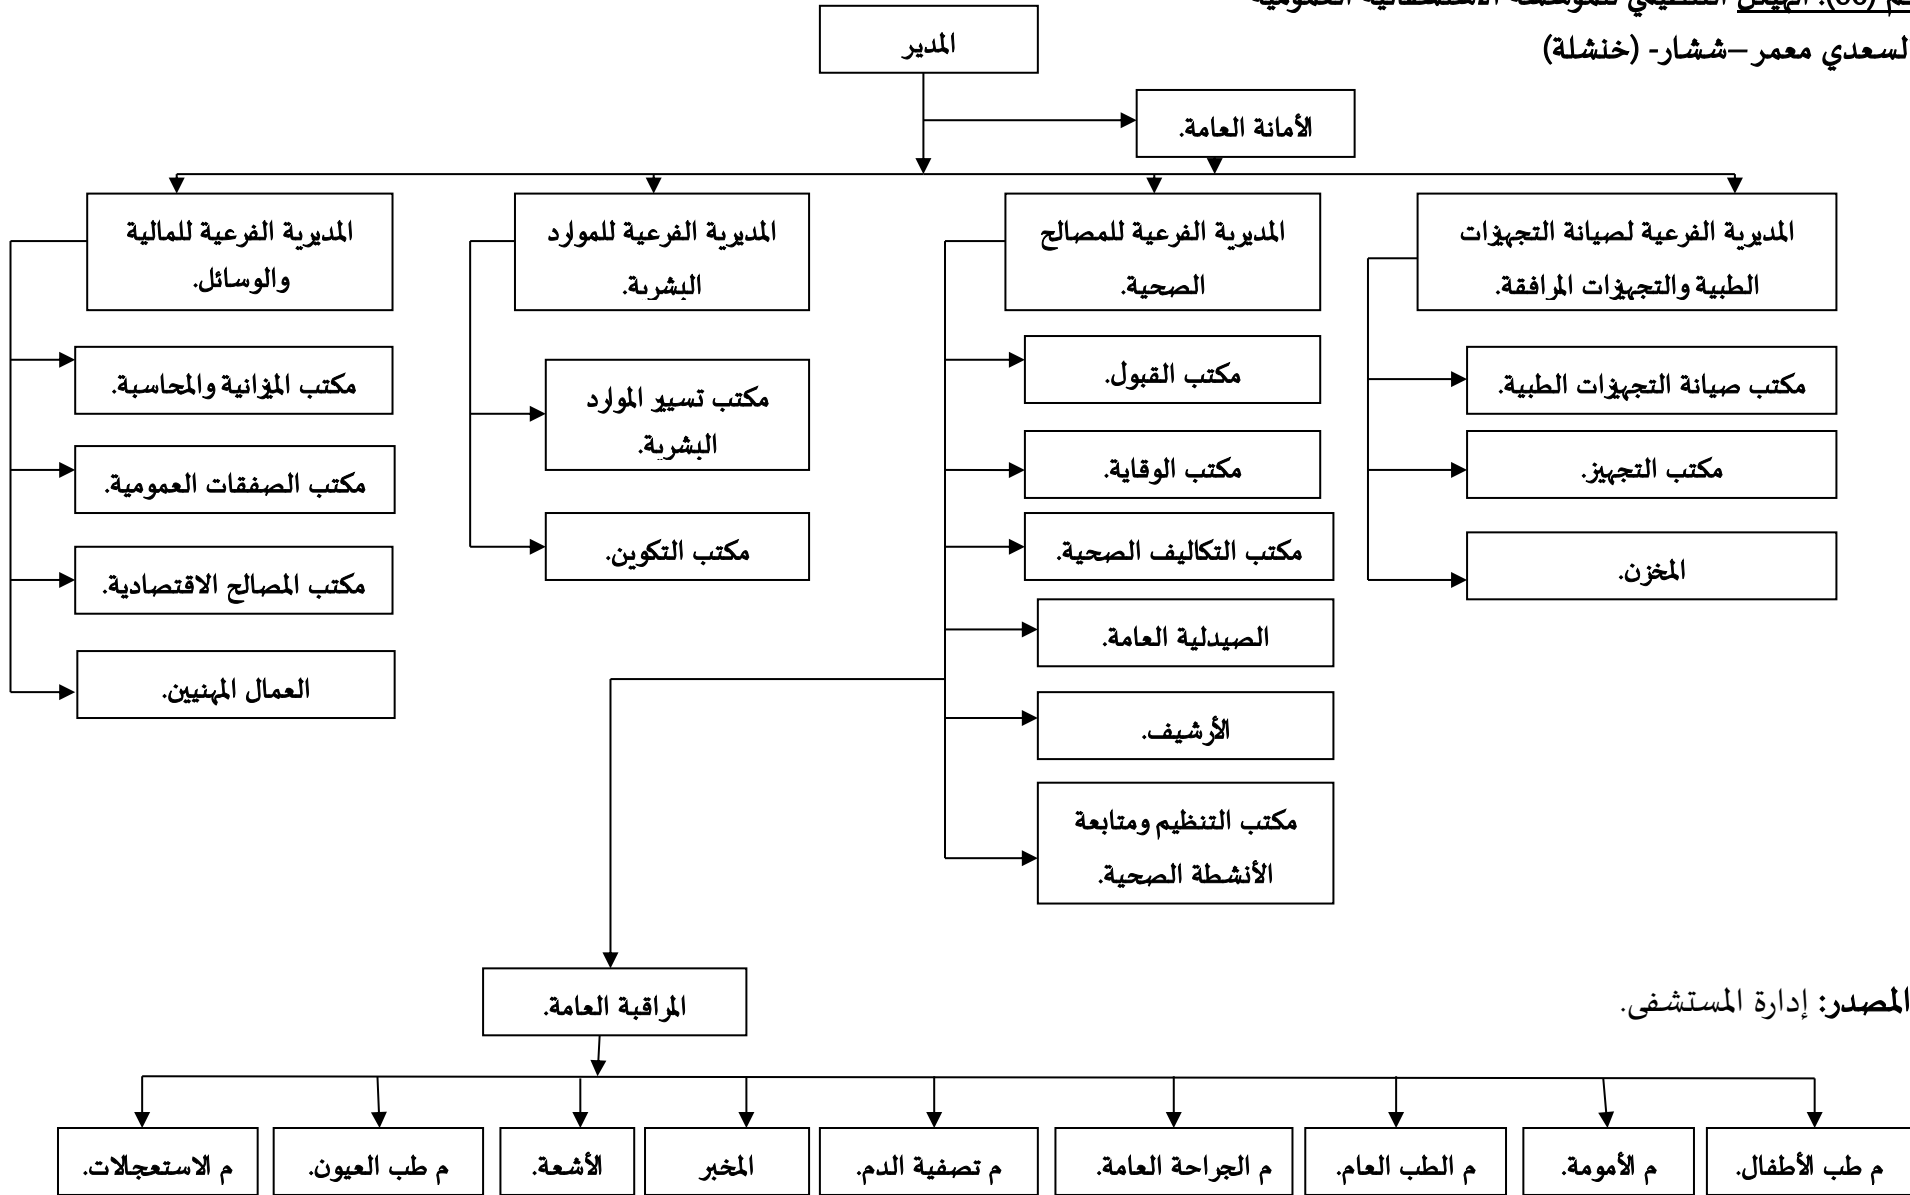 التنظيمي للمؤسسة الاستشفائية العمومية
لسعدي معمر –ششار- (خنشلة)
المدير
الأمانة العامة.
المديرية الفرعية لصيانة التجهيزات
الطبية والتجهيزات المرافقة.
المديرية الفرعية للمصالح
الصحية.
المديرية الفرعية للموارد
البشرية.
المديرية الفرعية للمالية
والوسائل.
مكتب صيانة التجهيزات الطبية.
مكتب التجهيز.
المخزن.
مكتب القبول.
مكتب الوقاية.
مكتب التكاليف الصحية.
الصيدلية العامة.
الأرشيف.
مكتب التنظيم ومتابعة
الأنشطة الصحية.
مكتب تسيير الموارد
البشرية.
مكتب التكوين.
مكتب الميزانية والمحاسبة.
مكتب الصفقات العمومية.
مكتب المصالح الاقتصادية.
العمال المهنيين.
المراقبة العامة.
المصدر: إدارة المستشفى.
م طب الأطفال.
م الأمومة.
م الطب العام.
م الجراحة العامة.
م تصفية الدم.
المخبر
الأشعة.
م طب العيون.
م الاستعجالات.